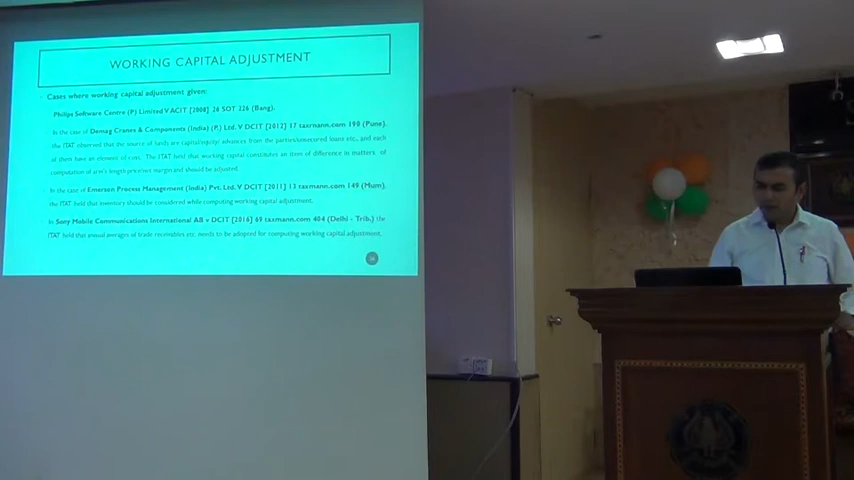 WORKING CAPITAL ADJUSTMENT
Cases where working capital adjustment given:
Philips Software Centre (P) Limited V ACIT [2008] 26 SOT 226 (Bang).
In the case of Demag Cranes & Components (India) (P.) Ltd. V DCIT [2012] 17 taxmann.com 190 (Pune),
the ITAT observed that the source of funds are capital/equity/ advances from the parties/unsecured loans etc., and each
of them have an element of cost. The ITAT held that working capital constitutes an item of difference in matters of
computation of arm's length price/net margin and should be adjusted.
In the case of Emerson Process Management (India) Pvt. Ltd. V DCIT [2011] 13 taxmann.com 149 (Mum),
the ITAT held that inventory should be considered while computing working capital adjustment.
In Sony Mobile Communications International AB v DCIT [2016] 69 taxmann.com 404 (Delhi - Trib.) the
ITAT held that annual averages of trade receivables etc. needs to be adopted for computing working capital adjustment.